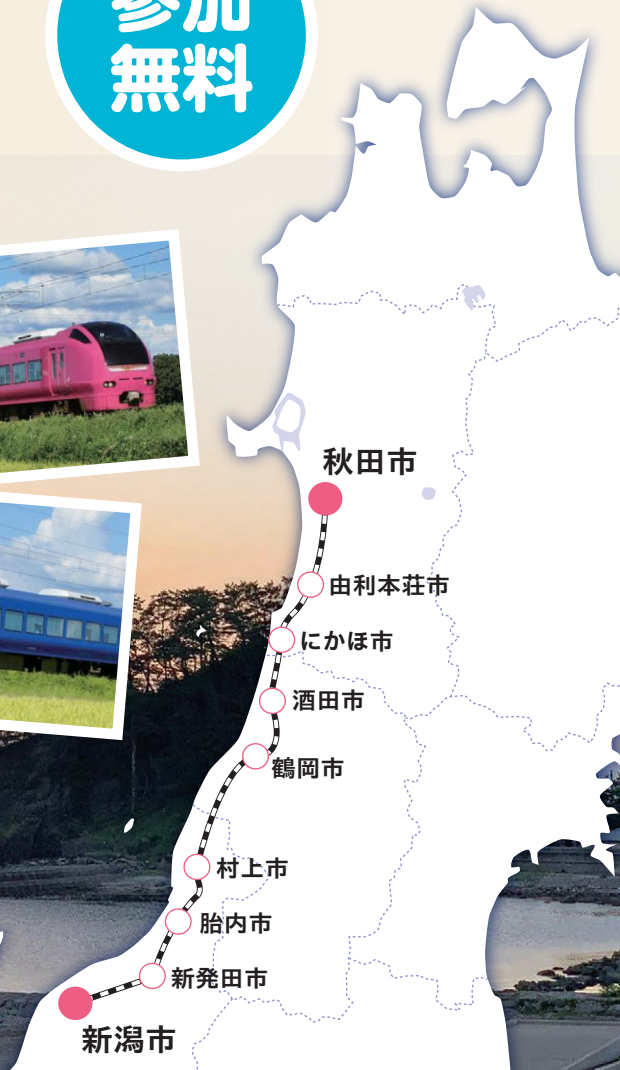 参加
無料
秋田市
由利本荘市
にかほ市
酒田市
鶴岡市
村上市
胎内市
新発田市
新潟市